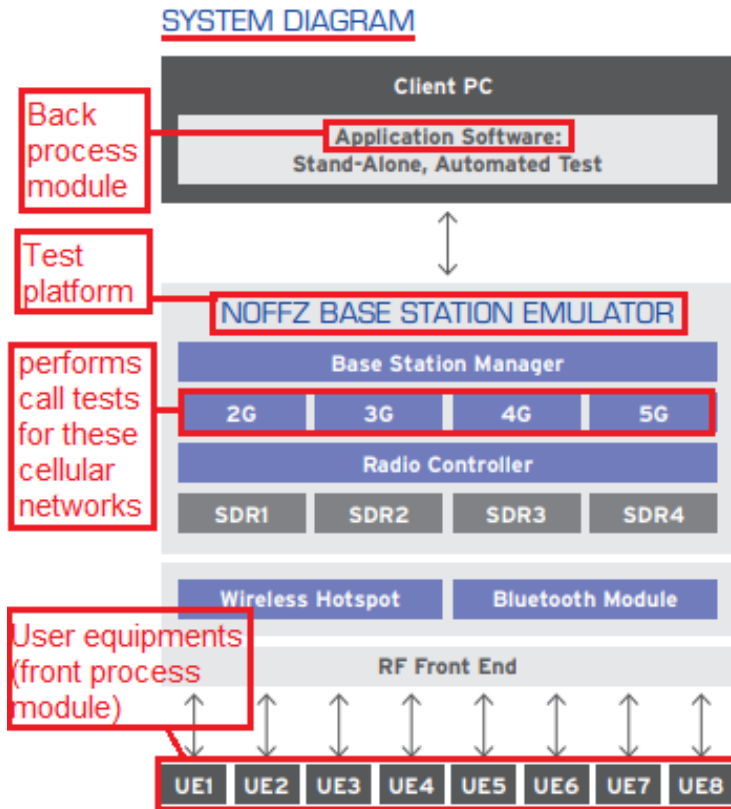 SYSTEM DIAGRAM
Client PC
Back
process
module
Application Software:
Stand-Alone, Automated Test
Test
platform
NOFFZ BASE STATION EMULATOR
performs
call tests
for these
cellular
networks
Base Station Manager
2G 3G 4G 5G
Radio Controller
SDR1 SDR2 SDR3 SDR4
Wireless Hotspot Bluetooth Module
User equipments
(front process
module)
RF Front End
UE1 UE2 UE3 UE4 UE5 UE6 UE7 UE8